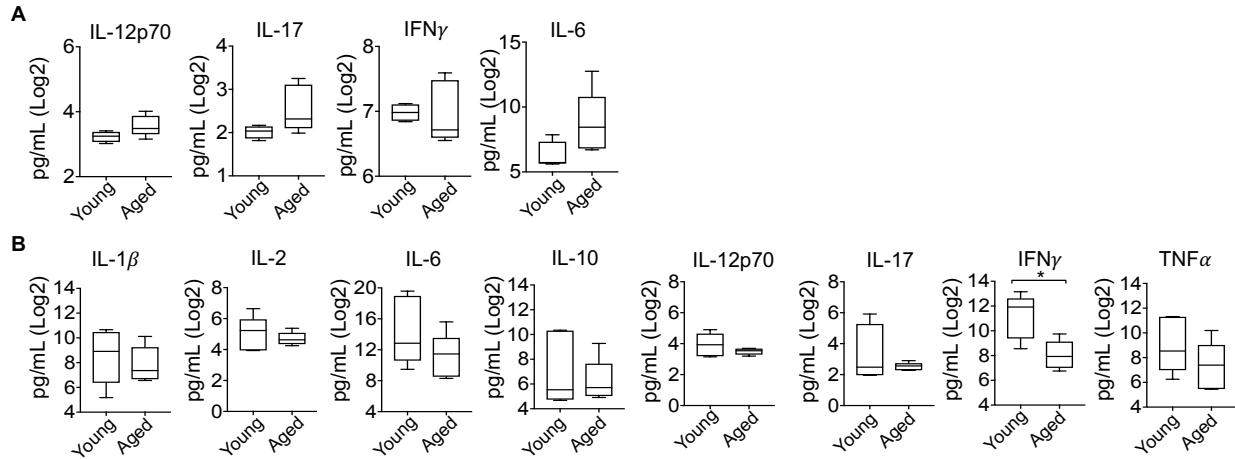 A
IL-12p70 IL-17 IFNγ IL-6
pg/mL (Log2) pg/mL (Log2) pg/mL (Log2) pg/mL (Log2)
6 4 8 15
4 3 7 10
2 2 6 5
1
Young Aged Young Aged Young Aged Young Aged
B
IL-1β IL-2 IL-6 IL-10 IL-12p70 IL-17 IFNγ TNFα
*
pg/mL (Log2) pg/mL (Log2) pg/mL (Log2) pg/mL (Log2) pg/mL (Log2) pg/mL (Log2) pg/mL (Log2) pg/mL (Log2)
14 10 20 14 8 8 14 14
12 8 16 12 6 6 12 12
10 6 12 10 4 4 10 10
8 4 8 8 2 2 8 8
6 2 4 6 0 0 6 6
4 0 4 4 4
Young Aged Young Aged Young Aged Young Aged Young Aged Young Aged Young Aged Young Aged